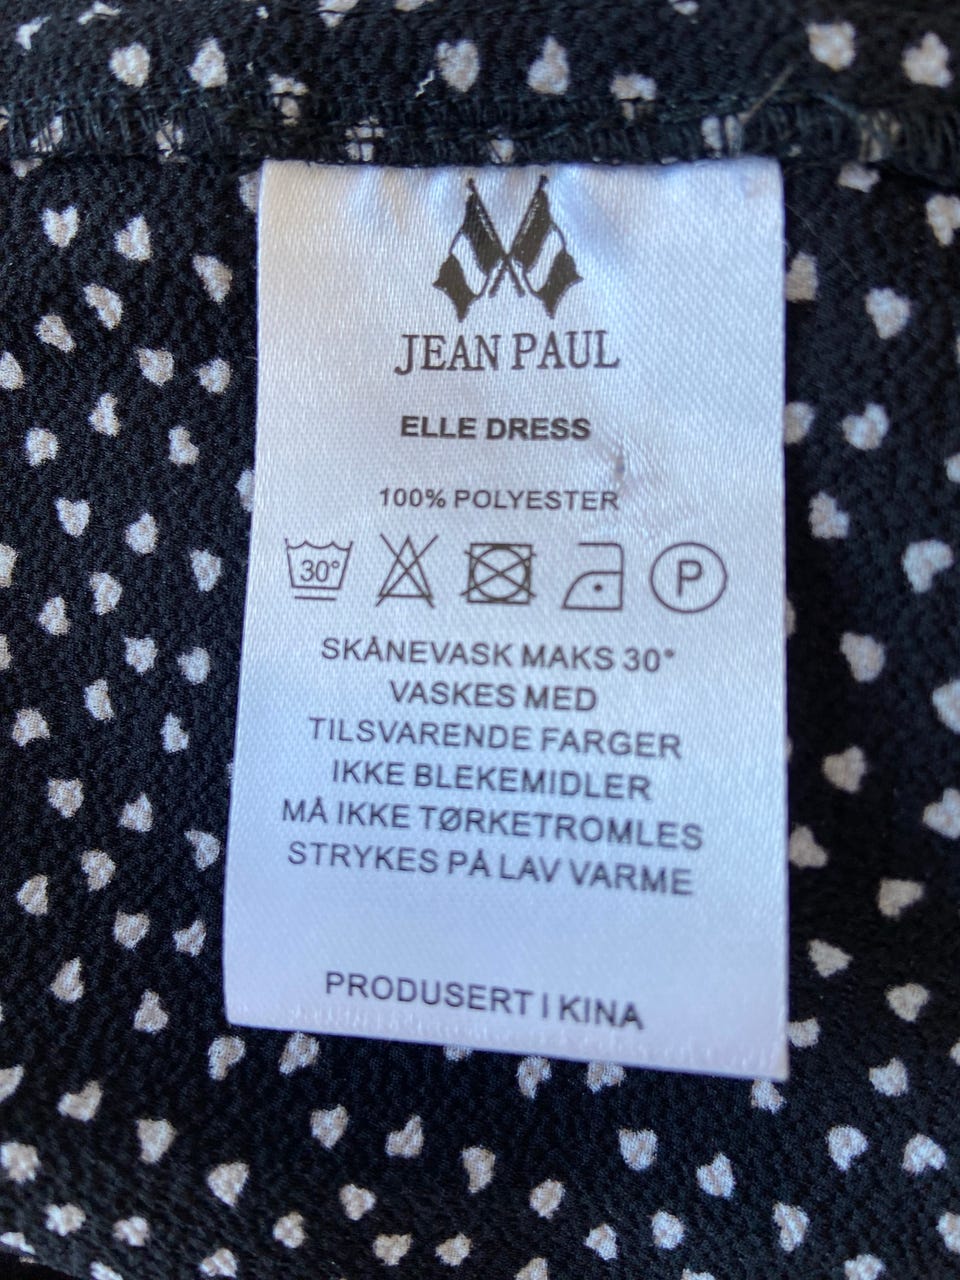 JEAN PAUL
ELLE DRESS
100% POLYESTER
30° P
SKÅNEVASK MAKS 30°
VASKES MED
TILSVARENDE FARGER
IKKE BLEKEMIDLER
MÅ IKKE TØRKETROMLES
STRYKES PÅ LAV VARME
PRODUSERT I KINA